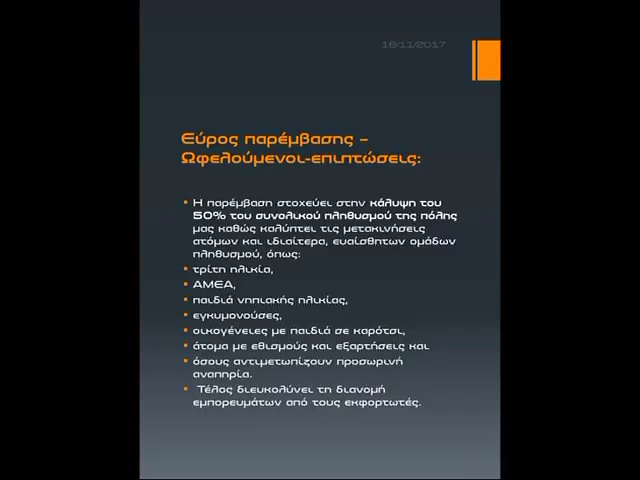 16/11/2017
Εύρος παρέμβασης –
Ωφελούμενοι-επιπτώσεις:
▪ Η παρέμβαση στοχεύει στην κάλυψη του
50% του συνολικού πληθυσμού της πόλης
μας καθώς καλύπτει τις μετακινήσεις
ατόμων και ιδιαίτερα, ευαίσθητων ομάδων
πληθυσμού, όπως:
▪ τρίτη ηλικία,
▪ ΑΜΕΑ,
▪ παιδιά νηπιακής ηλικίας,
▪ εγκυμονούσες,
▪ οικογένειες με παιδιά σε καρότσι,
▪ άτομα με εθισμούς και εξαρτήσεις και
▪ όσους αντιμετωπίζουν προσωρινή
αναπηρία.
▪ Τέλος διευκολύνει τη διανομή
εμπορευμάτων από τους εκφορτωτές.